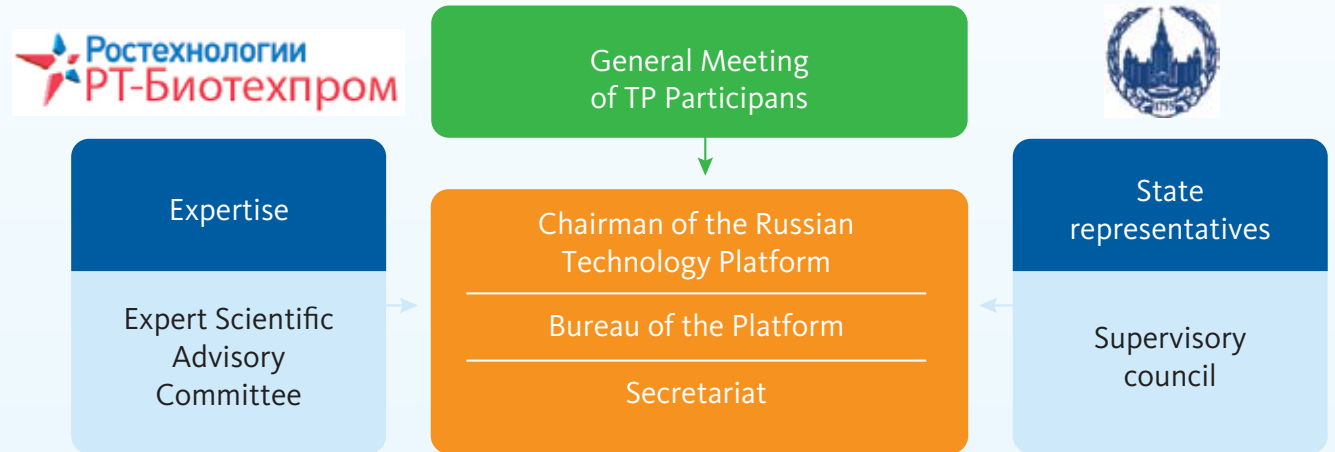 Ростехнологии
РТ-Биотехпром
General Meeting
of TP Participans
1755
Expertise
Expert Scientific
Advisory
Committee
Chairman of the Russian
Technology Platform
Bureau of the Platform
Secretariat
State
representatives
Supervisory
council